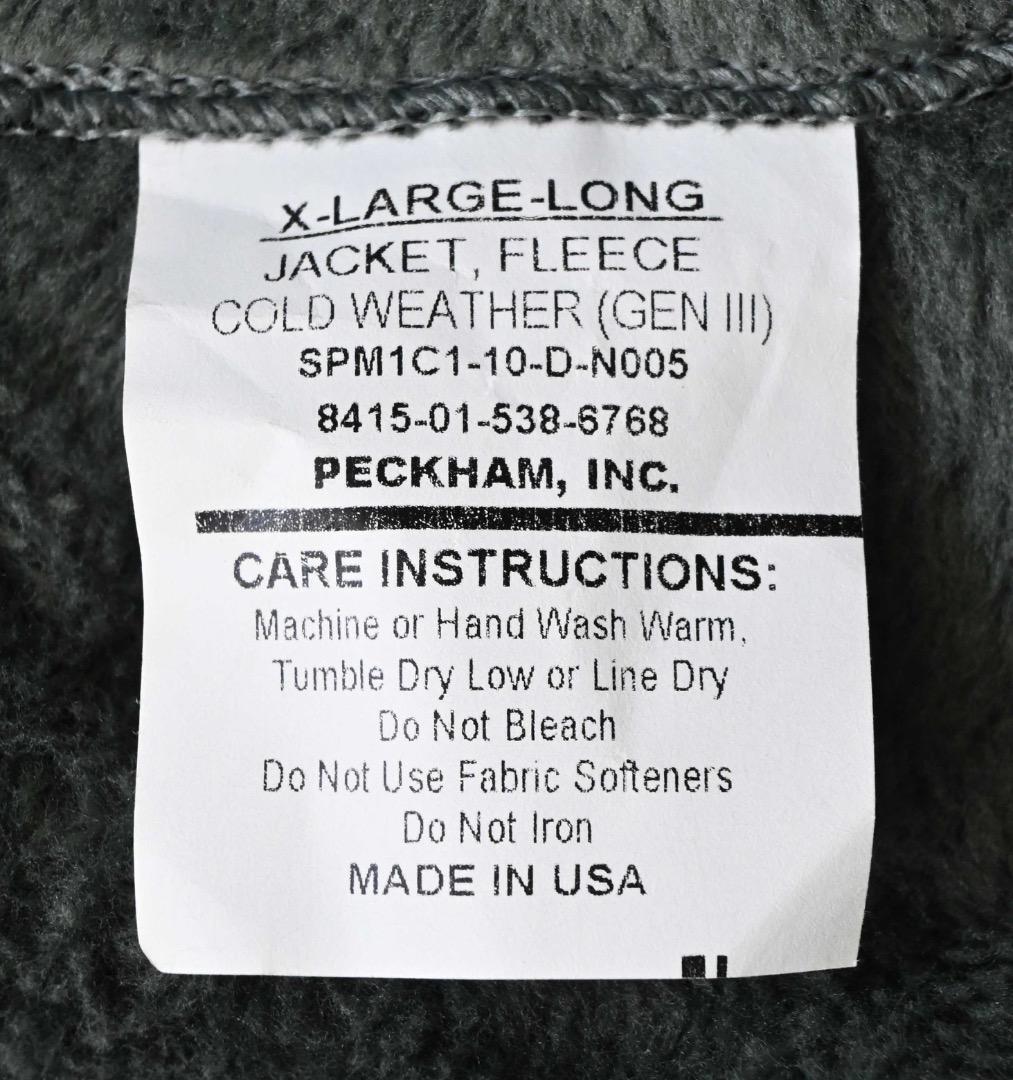 X-LARGE-LONG
JACKET, FLEECE
COLD WEATHER (GEN III)
SPM1C1-10-D-N005
8415-01-538-6768
PECKHAM, INC.
CARE INSTRUCTIONS:
Machine or Hand Wash Warm,
Tumble Dry Low or Line Dry
Do Not Bleach
Do Not Use Fabric Softeners
Do Not Iron
MADE IN USA